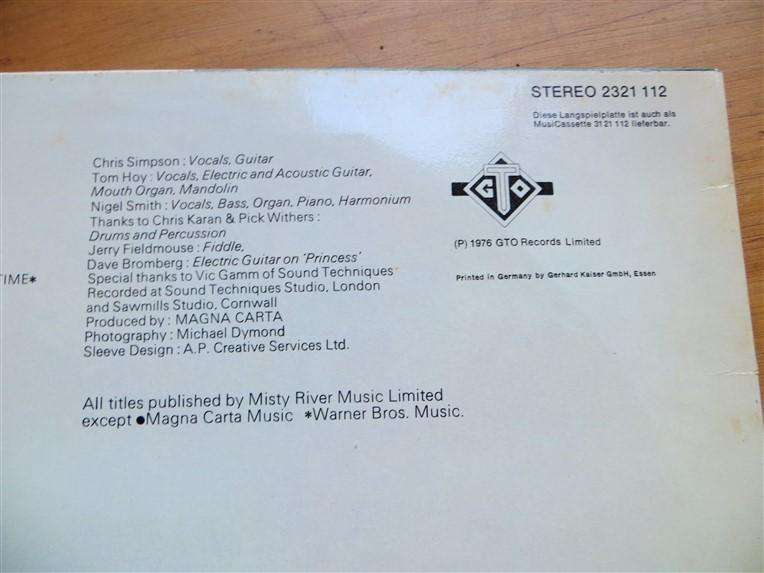 STEREO 2321 112
Diese Langspielplatte ist auch als
MusiCassette 3121 112 lieferbar.
Chris Simpson : Vocals, Guitar
Tom Hoy : Vocals, Electric and Acoustic Guitar,
Mouth Organ, Mandolin
Nigel Smith : Vocals, Bass, Organ, Piano, Harmonium
Thanks to Chris Karan & Pick Withers :
Drums and Percussion
Jerry Fieldmouse : Fiddle,
Dave Bromberg : Electric Guitar on 'Princess'
Special thanks to Vic Gamm of Sound Techniques
Recorded at Sound Techniques Studio, London
and Sawmills Studio, Cornwall
Produced by : MAGNA CARTA
Photography : Michael Dymond
Sleeve Design : A.P. Creative Services Ltd.
GTO
(P) 1976 GTO Records Limited
Printed in Germany by Gerhard Kaiser GmbH, Essen
TIME*
All titles published by Misty River Music Limited
except ●Magna Carta Music *Warner Bros. Music.